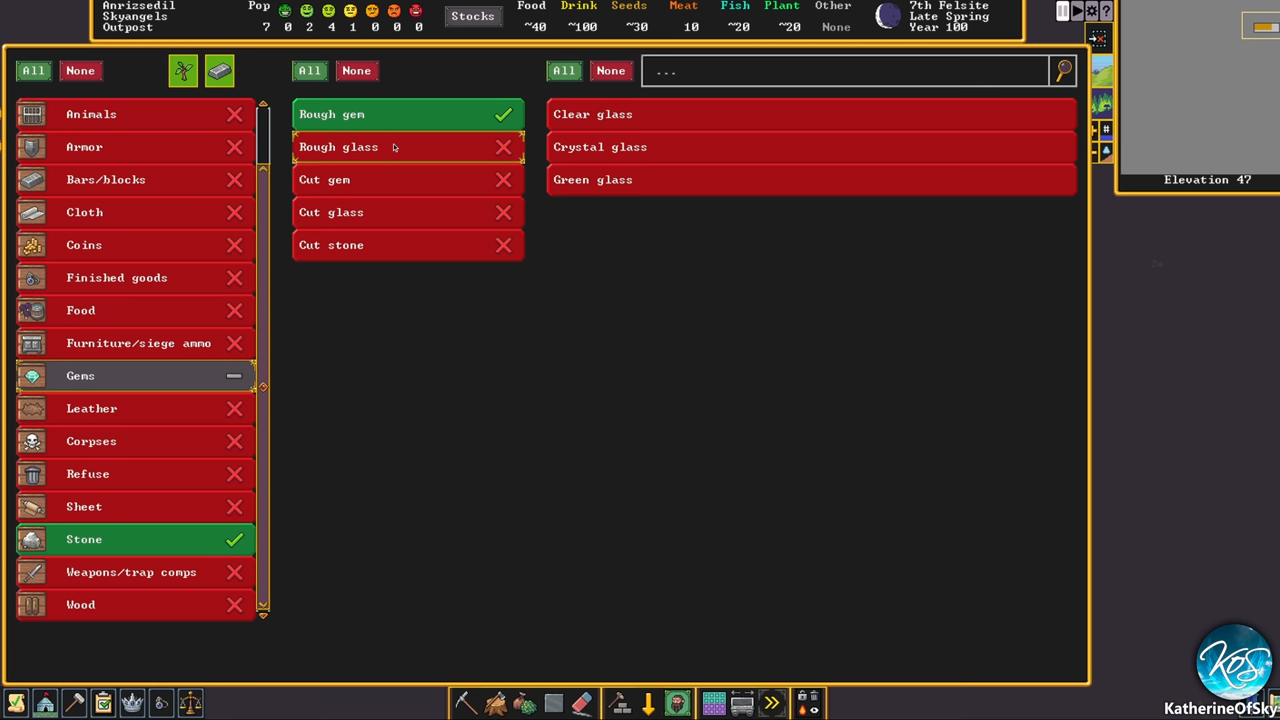 Anrizsedil
Skyangels
Outpost
Pop
7 0 2 4 1 0 0 0
Stocks
Food Drink Seeds Meat Fish Plant Other
~40 ~100 ~30 10 ~20 ~20 None
7th Felsite
Late Spring
Year 100
All None
All None
All None
...
Animals
Armor
Bars/blocks
Cloth
Coins
Finished goods
Food
Furniture/siege ammo
Gems
Leather
Corpses
Refuse
Sheet
Stone
Weapons/trap comps
Wood
Rough gem
Rough glass
Cut gem
Cut glass
Cut stone
Clear glass
Crystal glass
Green glass
Elevation 47
KOS
KatherineOfSky